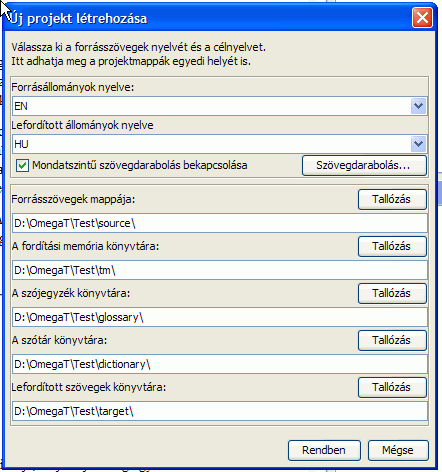 Új projekt létrehozása
Válassza ki a forrásszövegek nyelvét és a célnyelvet.
Itt adhatja meg a projektmappák egyedi helyét is.
Forrásállományok nyelve:
EN
Lefordított állományok nyelve
HU
Mondatszintű szövegdarabolás bekapcsolása Szövegdarabolás...
Forrásszövegek mappája: Tallózás
D:\OmegaT\Test\source\
A fordítási memória könyvtára: Tallózás
D:\OmegaT\Test\tm\
A szójegyzék könyvtára: Tallózás
D:\OmegaT\Test\glossary\
A szótár könyvtára: Tallózás
D:\OmegaT\Test\dictionary\
Lefordított szövegek könyvtára: Tallózás
D:\OmegaT\Test\target\
Rendben Mégse